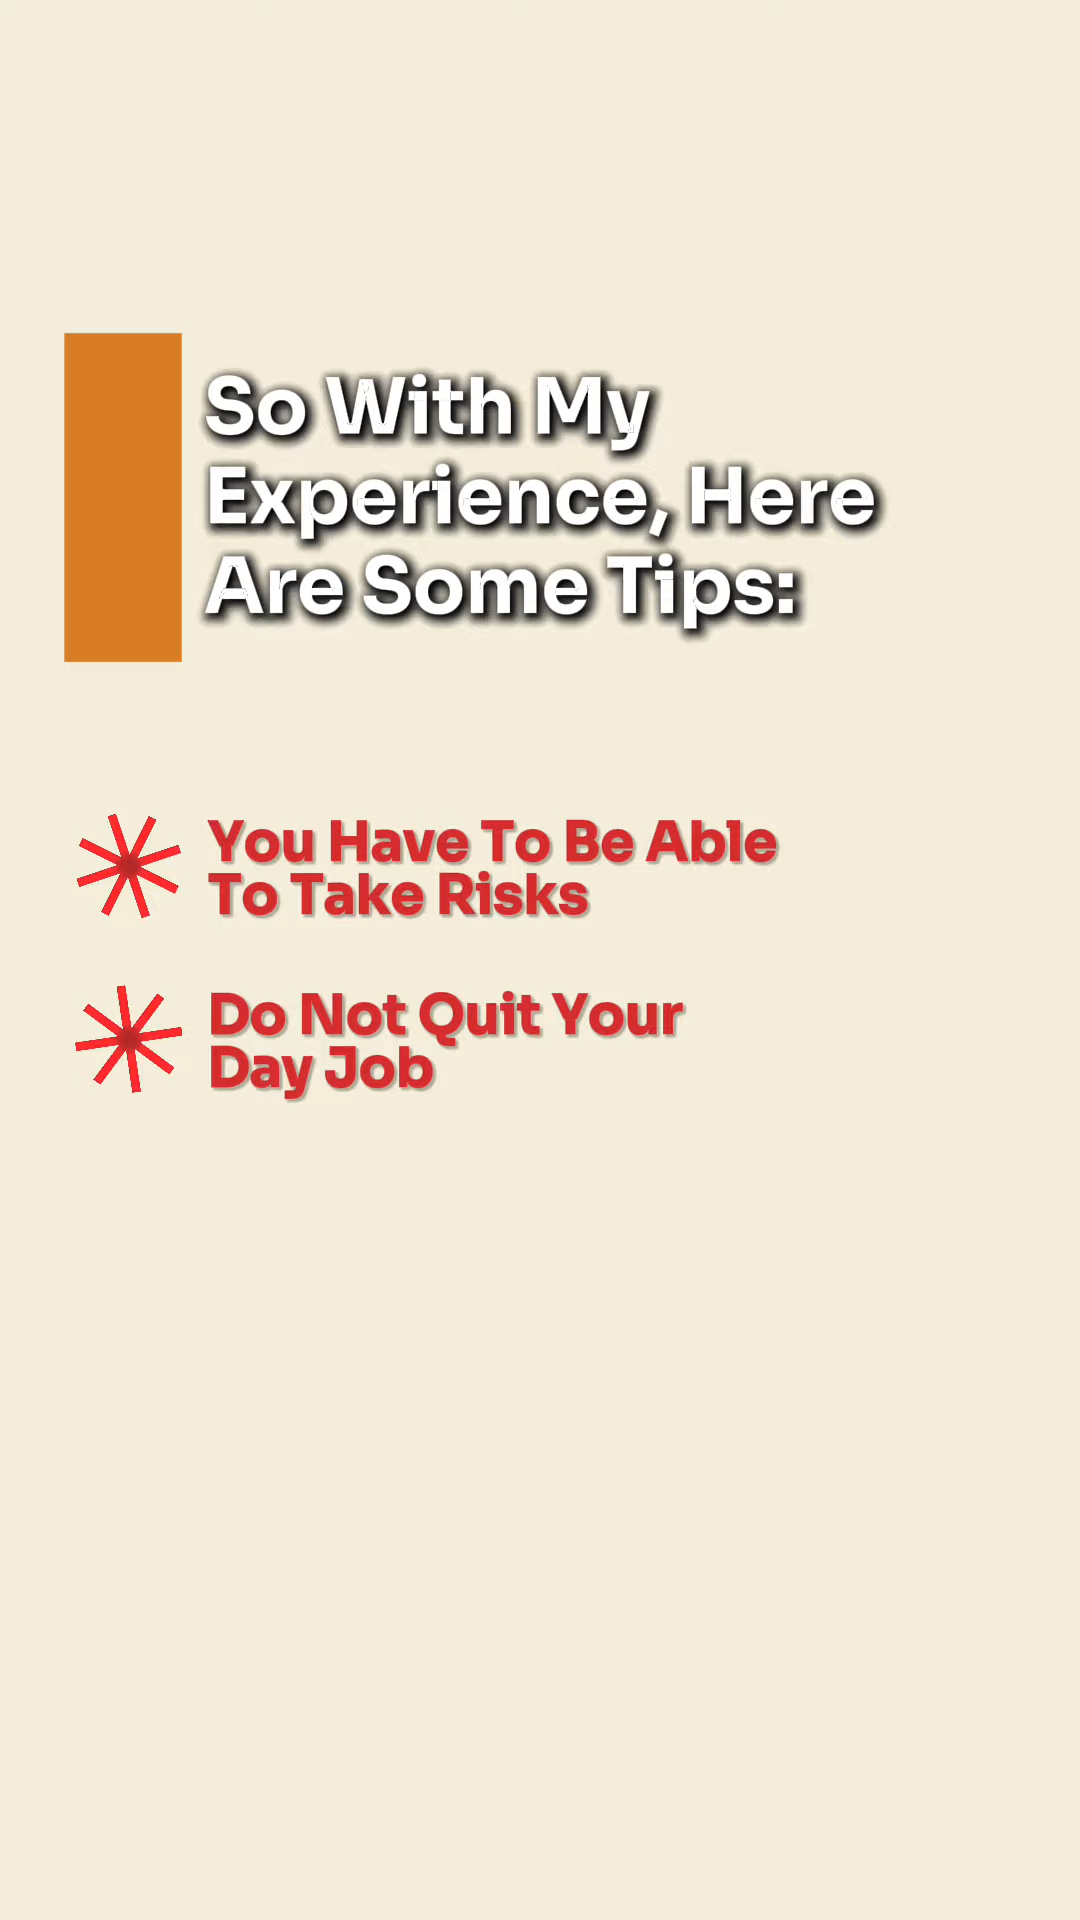 So With My
Experience, Here
Are Some Tips:
You Have To Be Able
To Take Risks
Do Not Quit Your
Day Job